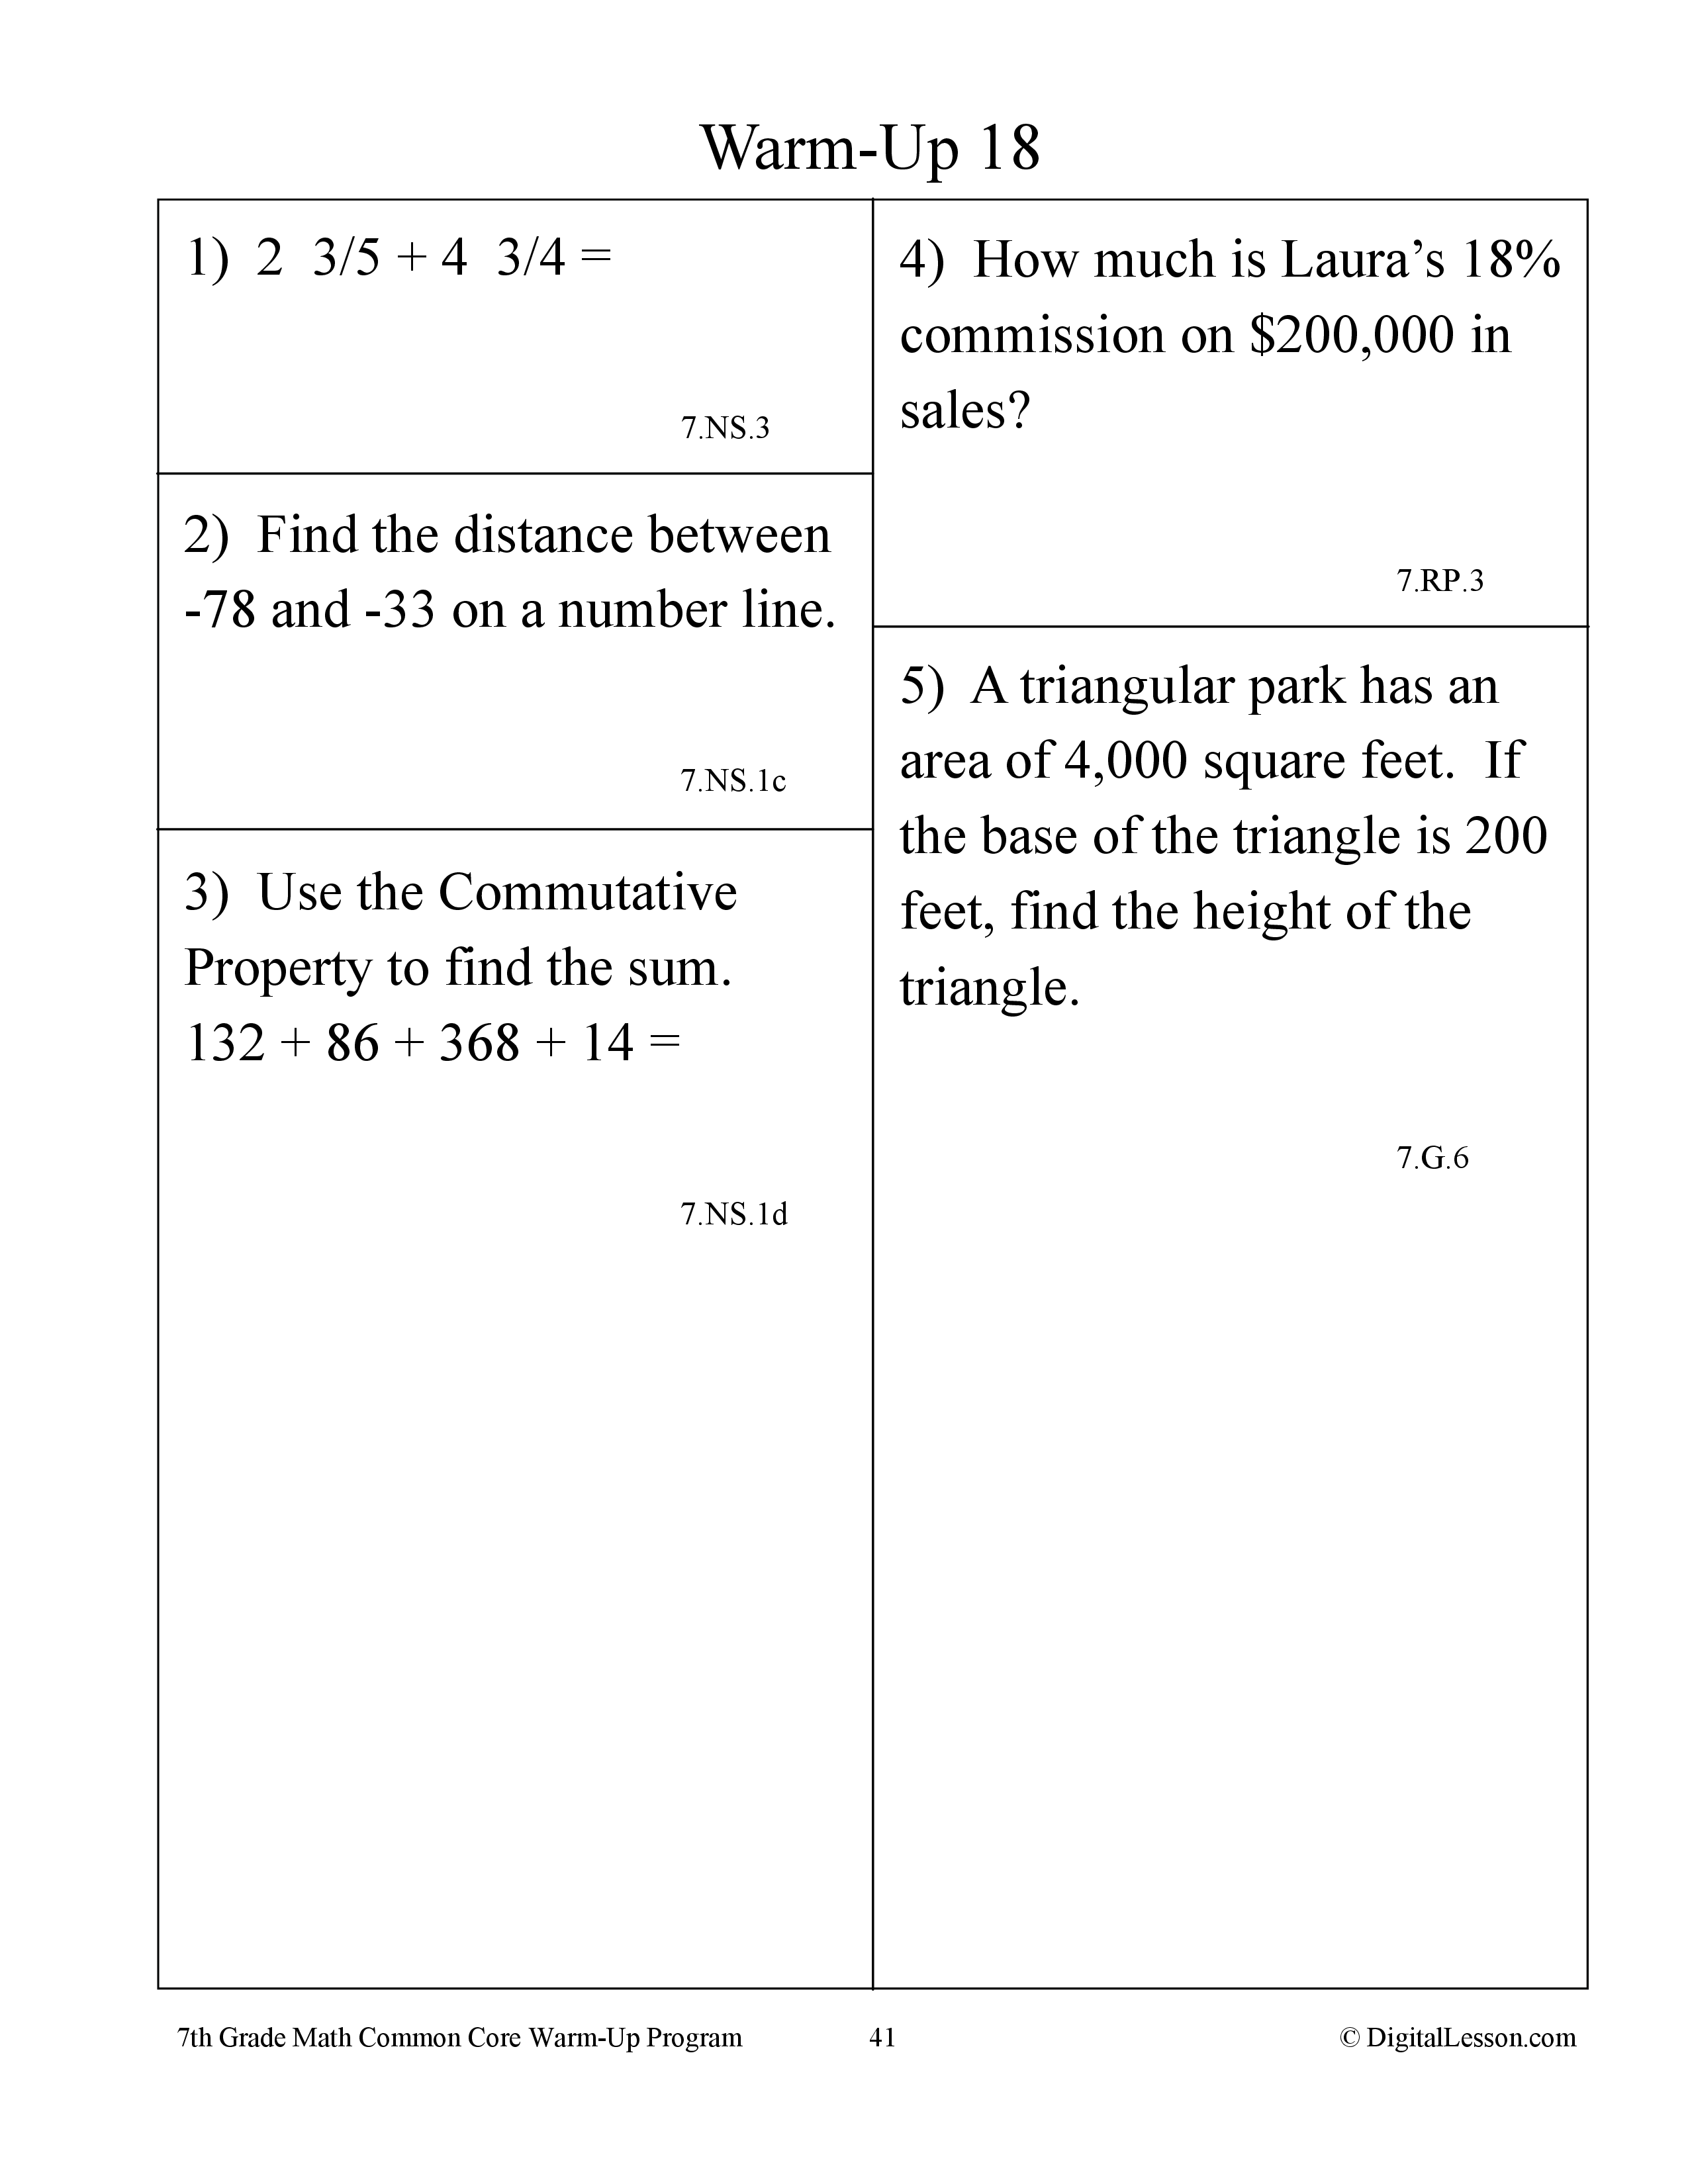 Warm-Up 18
1)  2  3/5 + 4  3/4 =
7.NS.3
2)  Find the distance between
-78 and -33 on a number line.
7.NS.1c
3)  Use the Commutative
Property to find the sum.
132 + 86 + 368 + 14 =
7.NS.1d
4)  How much is Laura’s 18%
commission on $200,000 in
sales?
7.RP.3
5)  A triangular park has an
area of 4,000 square feet.  If
the base of the triangle is 200
feet, find the height of the
triangle.
7.G.6
7th Grade Math Common Core Warm-Up Program
41
© DigitalLesson.com